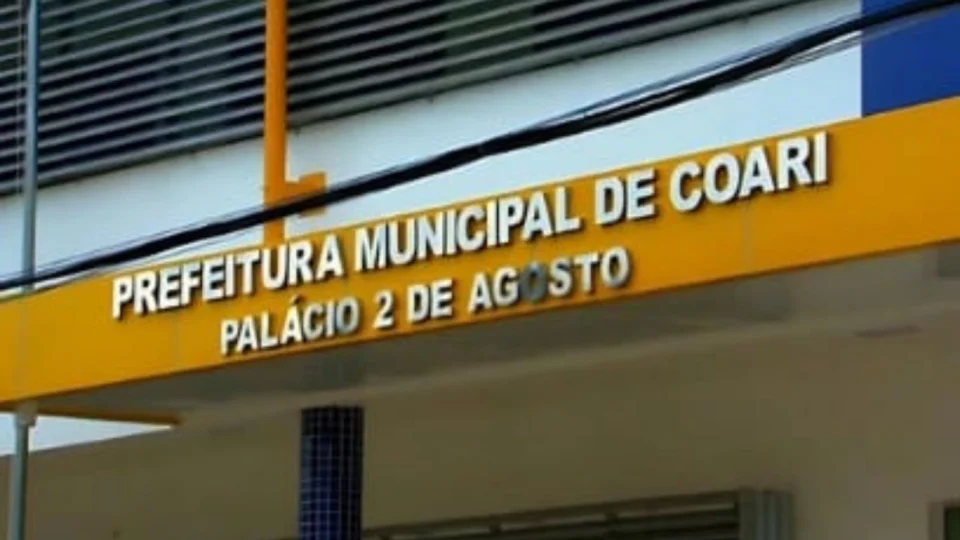 PREFEITURA MUNICIPAL DE COARI
PALÁCIO 2 DE AGOSTO